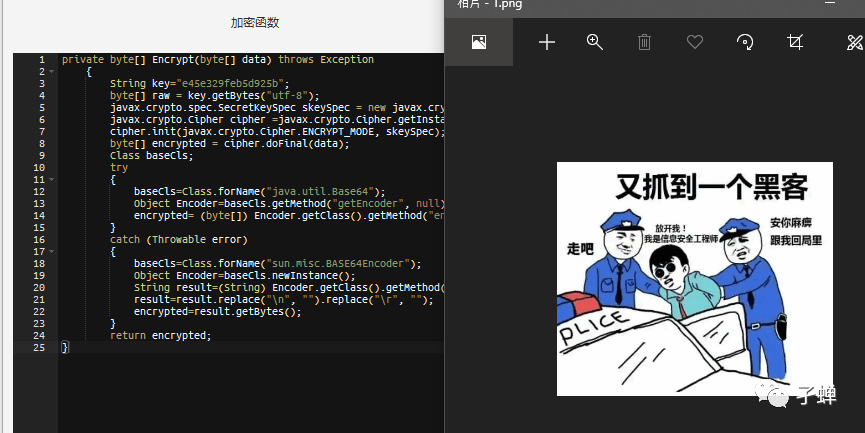 加密函数
1 private byte[] Encrypt(byte[] data) throws Exception
2 {
3 String key="e45e329feb5d925b";
4 byte[] raw = key.getBytes("utf-8");
5 javax.crypto.spec.SecretKeySpec skeySpec = new javax.cry
6 javax.crypto.Cipher cipher =javax.crypto.Cipher.getInsta
7 cipher.init(javax.crypto.Cipher.ENCRYPT_MODE, skeySpec);
8 byte[] encrypted = cipher.doFinal(data);
9 Class baseCls;
10 try
11 {
12 baseCls=Class.forName("java.util.Base64");
13 Object Encoder=baseCls.getMethod("getEncoder", null)
14 encrypted= (byte[]) Encoder.getClass().getMethod("en
15 }
16 catch (Throwable error)
17 {
18 baseCls=Class.forName("sun.misc.BASE64Encoder");
19 Object Encoder=baseCls.newInstance();
20 String result=(String) Encoder.getClass().getMethod(
21 result=result.replace("\n", "").replace("\r", "");
22 encrypted=result.getBytes();
23 }
24 return encrypted;
25 }
相片 - 1.png
又抓到一个黑客
放开我!
我是信息安全工程师
安你麻痹
跟我回局里
走吧
PLICE
孑蝉